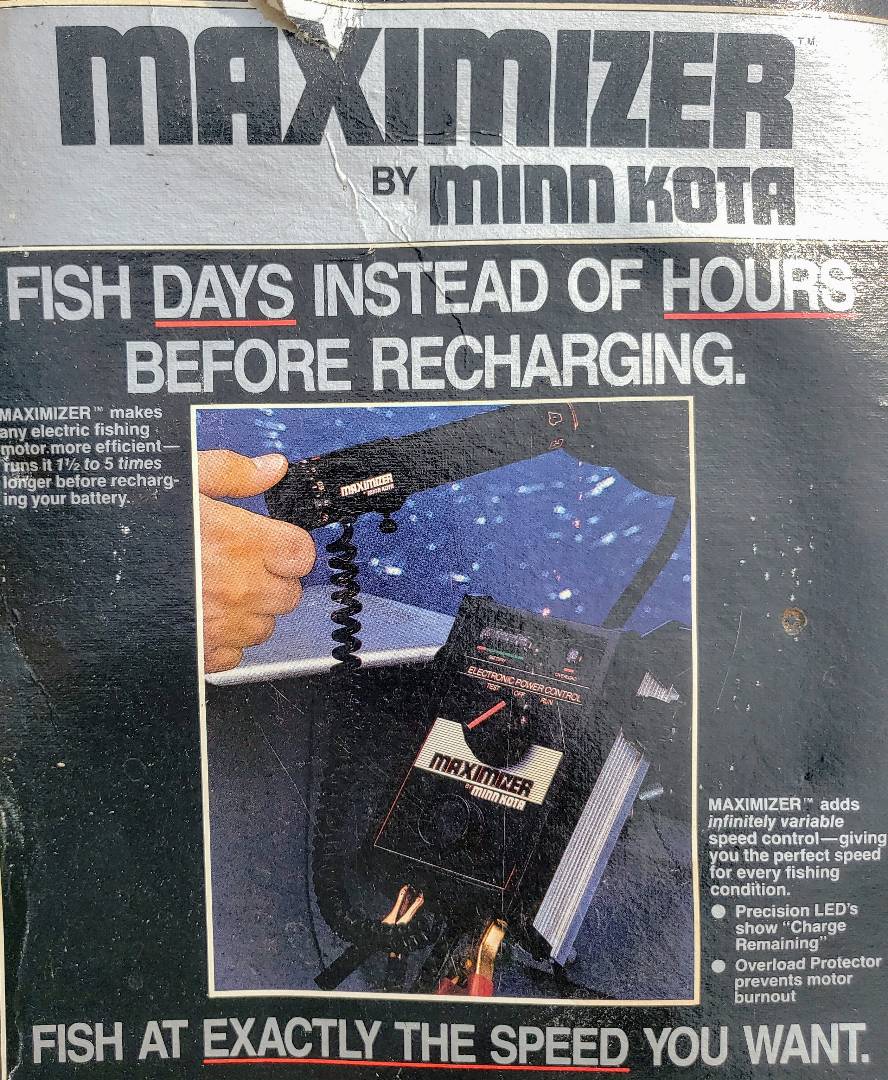 MAXIMIZER™
BY MINN KOTA
FISH DAYS INSTEAD OF HOURS
BEFORE RECHARGING.
MAXIMIZER™ makes
any electric fishing
motor more efficient—
runs it 1½ to 5 times
longer before recharg-
ing your battery.
MAXIMIZER
MINN KOTA
ELECTRONIC POWER CONTROL
TEST OFF RUN
MAXIMIZER
BY MINN KOTA
MAXIMIZER™ adds
infinitely variable
speed control—giving
you the perfect speed
for every fishing
condition.
● Precision LED's
show “Charge
Remaining”
● Overload Protector
prevents motor
burnout
FISH AT EXACTLY THE SPEED YOU WANT.